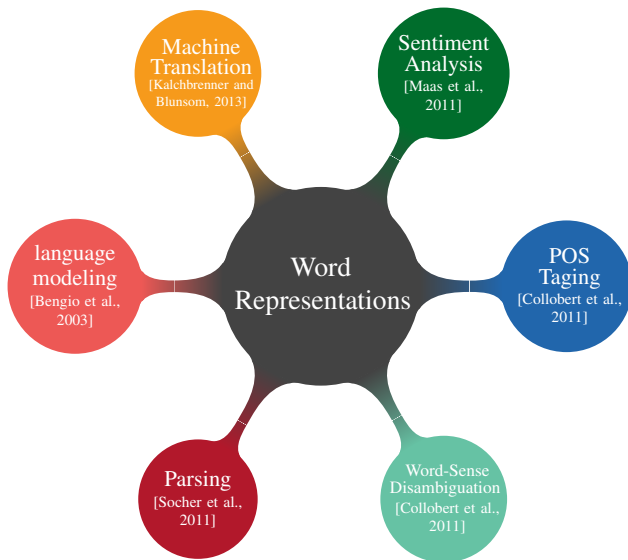 Machine
Translation
[Kalchbrenner and
Blunsom, 2013]
Sentiment
Analysis
[Maas et al.,
2011]
language
modeling
[Bengio et al.,
2003]
Word
Representations
POS
Taging
[Collobert et al.,
2011]
Parsing
[Socher et al.,
2011]
Word-Sense
Disambiguation
[Collobert et al.,
2011]